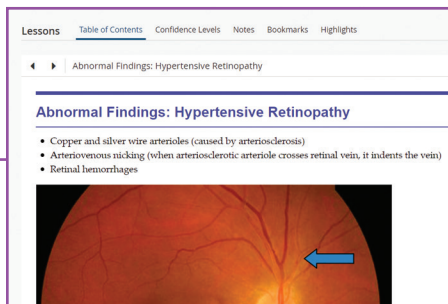 Lessons Table of Contents Confidence Levels Notes Bookmarks Highlights
Abnormal Findings: Hypertensive Retinopathy
Abnormal Findings: Hypertensive Retinopathy
• Copper and silver wire arterioles (caused by arteriosclerosis)
• Arteriovenous nicking (when arteriosclerotic arteriole crosses retinal vein, it indents the vein)
• Retinal hemorrhages